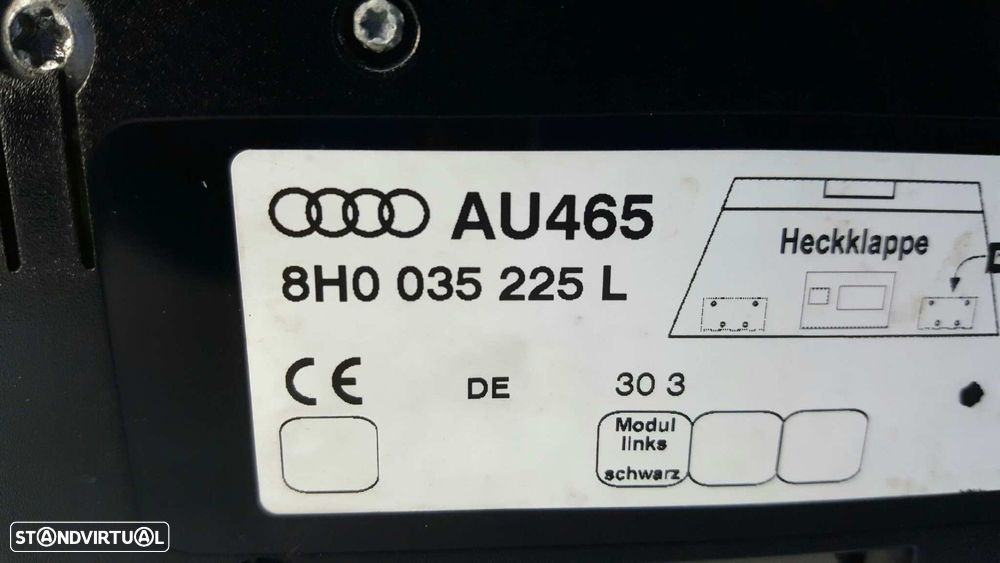 AU465
8H0 035 225 L
Heckklappe
CE
DE
30 3
Modul
links
schwarz
STANDVIRTUAL